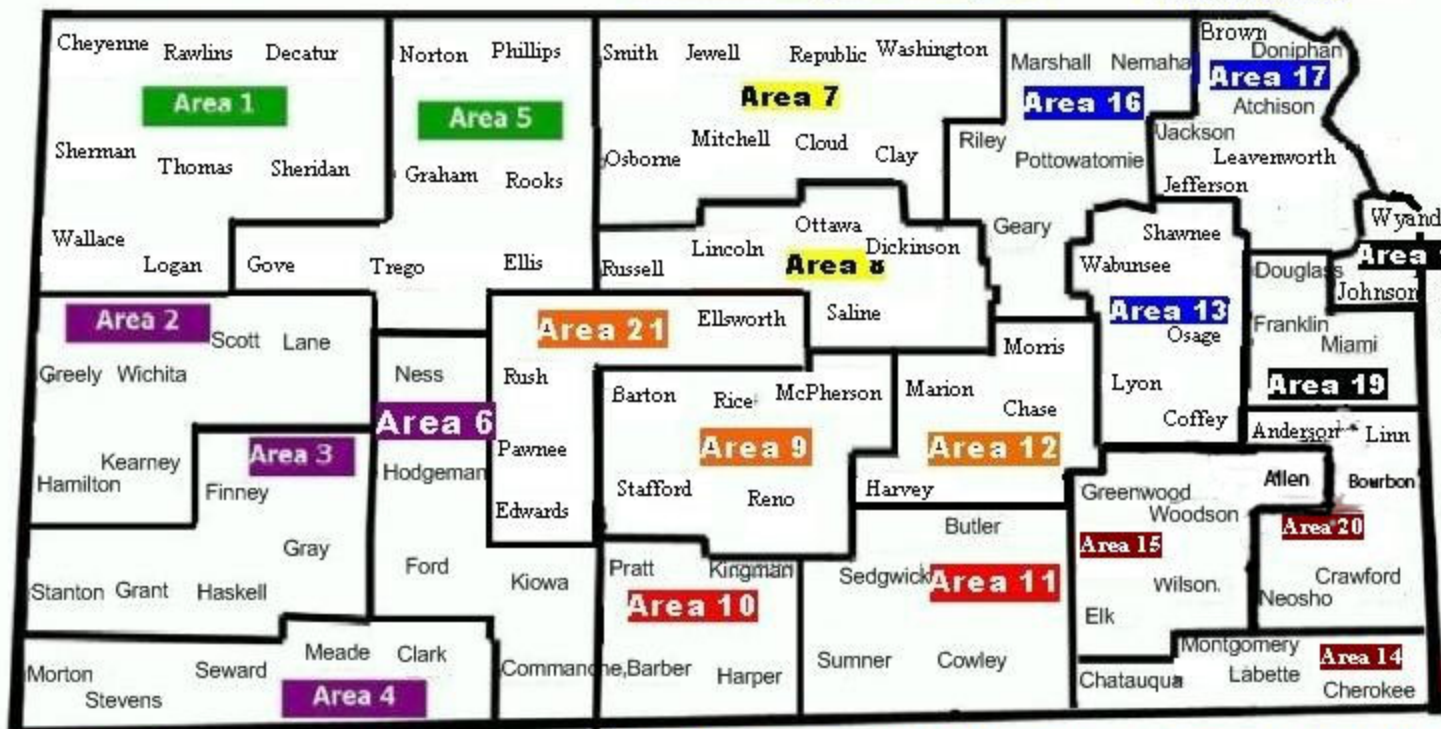 Cheyenne Rawlins Decatur
Area 1
Sherman Thomas Sheridan
Wallace Logan
Norton Phillips
Area 5
Graham Rooks
Gove Trego Ellis
Smith Jewell Republic Washington
Area 7
Osborne Mitchell Cloud Clay
Marshall Nemaha
Area 16
Riley Pottowatomie
Geary
Brown Doniphan
Area 17
Atchison
Jackson
Leavenworth
Jefferson
Wyand
Area
Johnson
Lincoln Ottawa Dickinson
Russell Area 8
Saline
Shawnee
Wabunsee
Area 13
Osage
Lyon
Coffey
Douglass
Franklin
Miami
Area 19
Area 2
Scott Lane
Greely Wichita
Kearney
Hamilton
Area 3
Finney
Gray
Stanton Grant Haskell
Ness
Area 6
Hodgeman
Ford
Kiowa
Commanche,Barber
Area 21 Ellsworth
Rush
Pawnee
Edwards
Barton Rice McPherson
Area 9
Stafford Reno
Morris
Marion
Chase
Area 12
Harvey
Anderson Linn
Allen Bourbon
Area 20
Crawford
Neosho
Greenwood
Woodson
Area 15
Wilson.
Elk
Pratt Kingman
Area 10
Harper
Butler
Sedgwick Area 11
Sumner Cowley
Meade Clark
Morton Seward
Stevens Area 4
Montgomery
Area 14
Chatauqua Labette
Cherokee